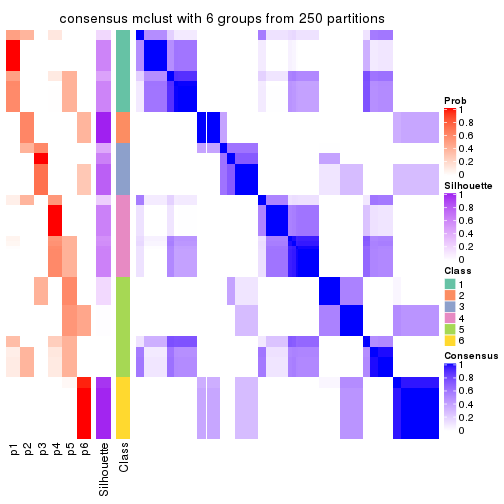 consensus mclust with 6 groups from 250 partitions
Prob
1
0.8
0.6
0.4
0.2
0
Silhouette
1
0.8
0.6
0.4
0.2
0
Class
1
2
3
4
5
6
Consensus
1
0.8
0.6
0.4
0.2
0
p1
p2
p3
p4
p5
p6
Silhouette
Class